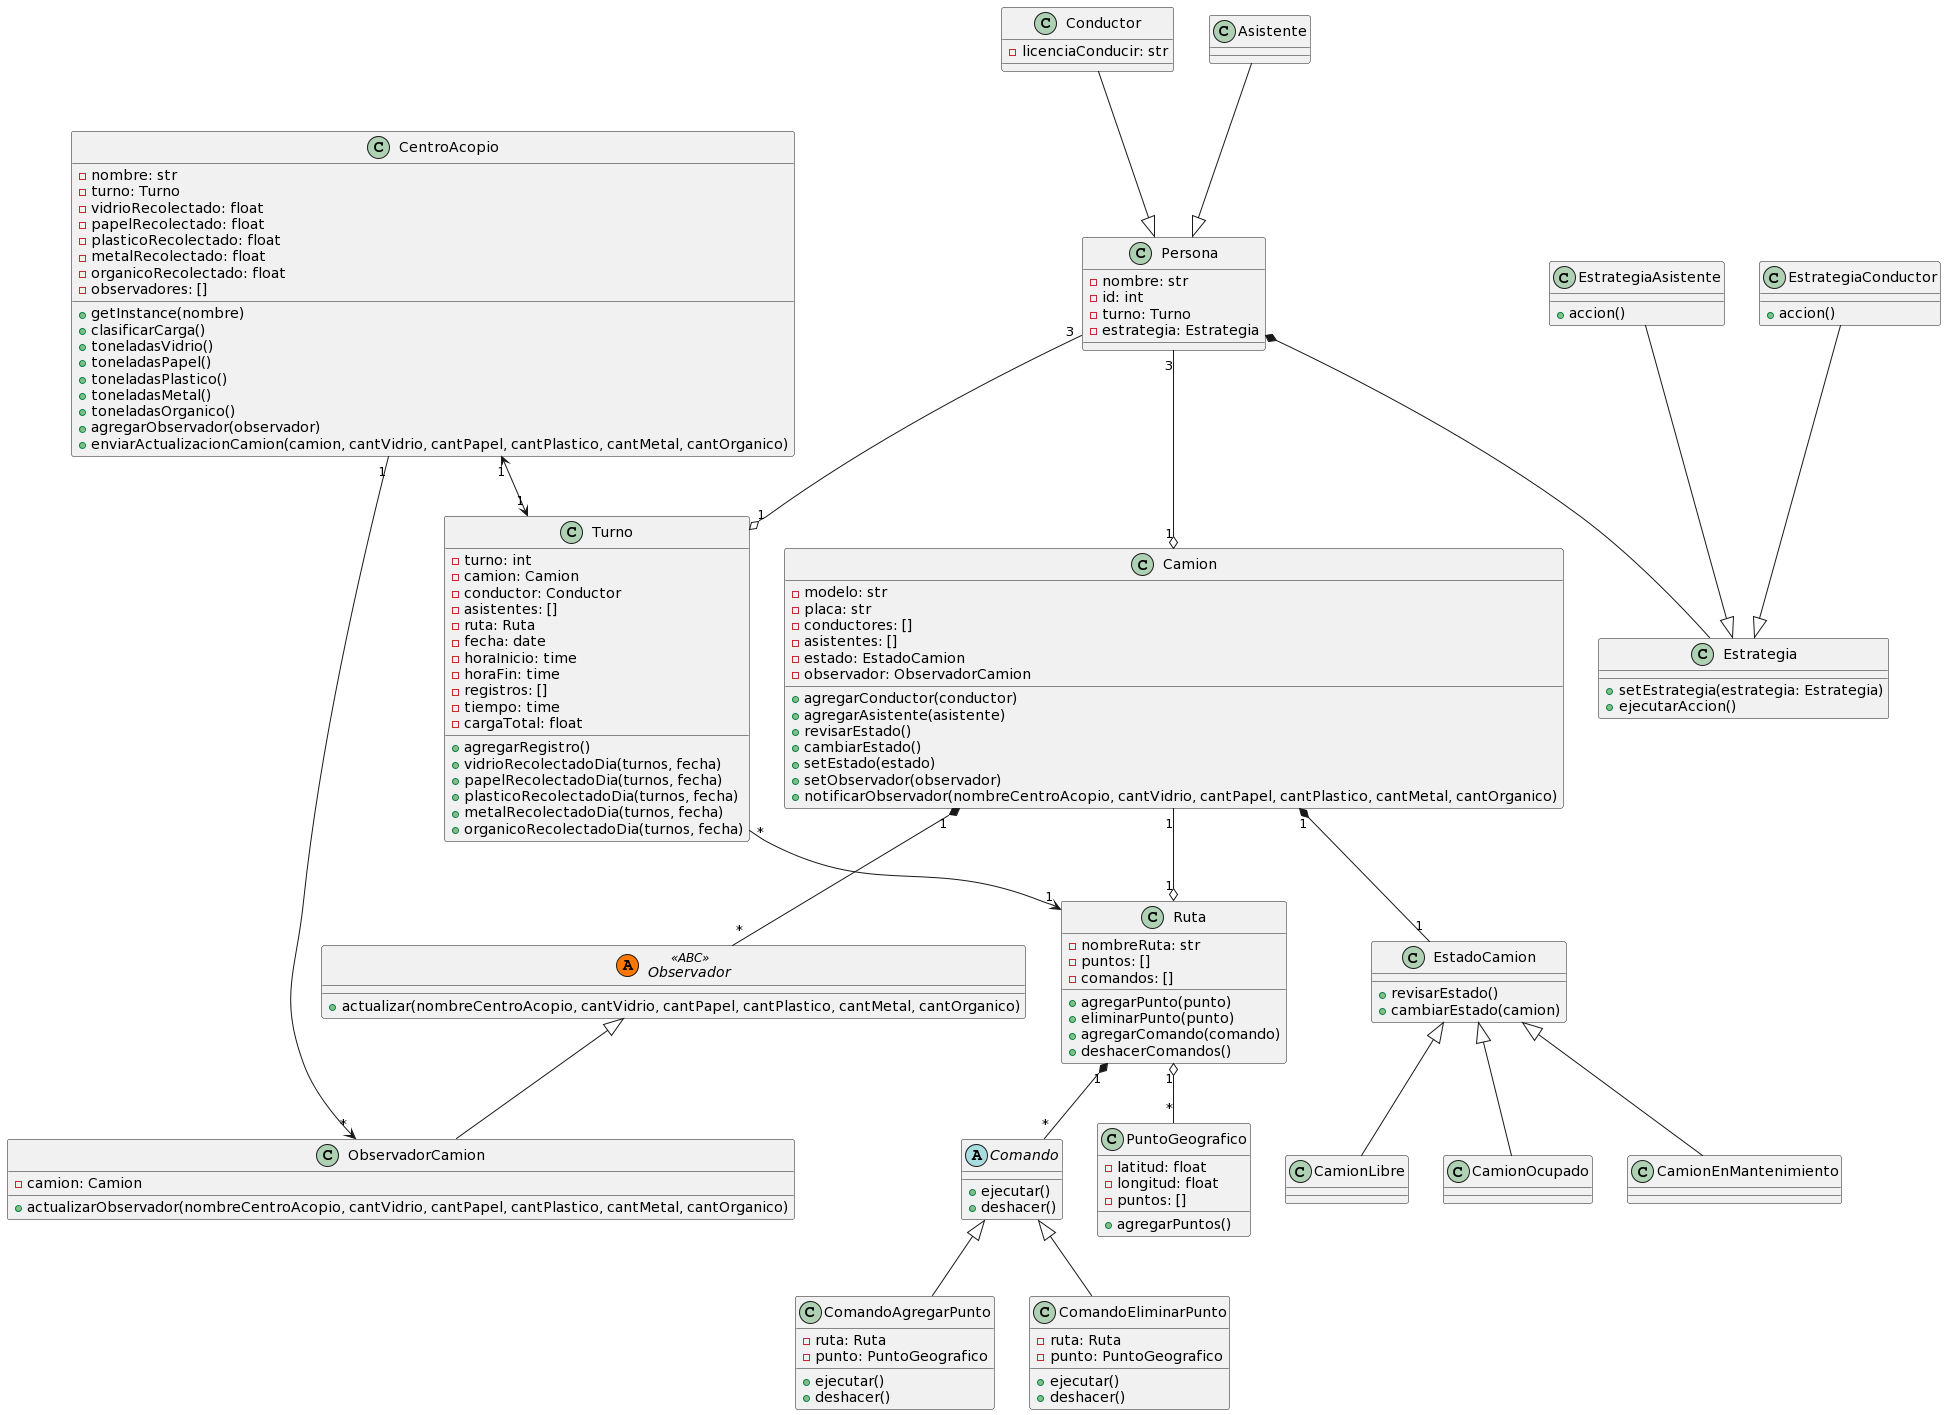 C Conductor
licenciaConducir: str
C Asistente
C CentroAcopio
nombre: str
turno: Turno
vidrioRecolectado: float
papelRecolectado: float
plasticoRecolectado: float
metalRecolectado: float
organicoRecolectado: float
observadores: []
getInstance(nombre)
clasificarCarga()
toneladasVidrio()
toneladasPapel()
toneladasPlastico()
toneladasMetal()
toneladasOrganico()
agregarObservador(observador)
enviarActualizacionCamion(camion, cantVidrio, cantPapel, cantPlastico, cantMetal, cantOrganico)
C Persona
nombre: str
id: int
turno: Turno
estrategia: Estrategia
C EstrategiaAsistente
accion()
C EstrategiaConductor
accion()
3
3
1
1
1
1
1
C Turno
turno: int
camion: Camion
conductor: Conductor
asistentes: []
ruta: Ruta
fecha: date
horaInicio: time
horaFin: time
registros: []
tiempo: time
cargaTotal: float
agregarRegistro()
vidrioRecolectadoDia(turnos, fecha)
papelRecolectadoDia(turnos, fecha)
plasticoRecolectadoDia(turnos, fecha)
metalRecolectadoDia(turnos, fecha)
organicoRecolectadoDia(turnos, fecha)
C Camion
modelo: str
placa: str
conductores: []
asistentes: []
estado: EstadoCamion
observador: ObservadorCamion
agregarConductor(conductor)
agregarAsistente(asistente)
revisarEstado()
cambiarEstado()
setEstado(estado)
setObservador(observador)
notificarObservador(nombreCentroAcopio, cantVidrio, cantPapel, cantPlastico, cantMetal, cantOrganico)
C Estrategia
setEstrategia(estrategia: Estrategia)
ejecutarAccion()
*
1
1
1
1
1
*
1
A «ABC»
Observador
actualizar(nombreCentroAcopio, cantVidrio, cantPapel, cantPlastico, cantMetal, cantOrganico)
C Ruta
nombreRuta: str
puntos: []
comandos: []
agregarPunto(punto)
eliminarPunto(punto)
agregarComando(comando)
deshacerComandos()
C EstadoCamion
revisarEstado()
cambiarEstado(camion)
1
1
*
*
*
C ObservadorCamion
camion: Camion
actualizarObservador(nombreCentroAcopio, cantVidrio, cantPapel, cantPlastico, cantMetal, cantOrganico)
A Comando
ejecutar()
deshacer()
C PuntoGeografico
latitud: float
longitud: float
puntos: []
agregarPuntos()
C CamionLibre
C CamionOcupado
C CamionEnMantenimiento
C ComandoAgregarPunto
ruta: Ruta
punto: PuntoGeografico
ejecutar()
deshacer()
C ComandoEliminarPunto
ruta: Ruta
punto: PuntoGeografico
ejecutar()
deshacer()